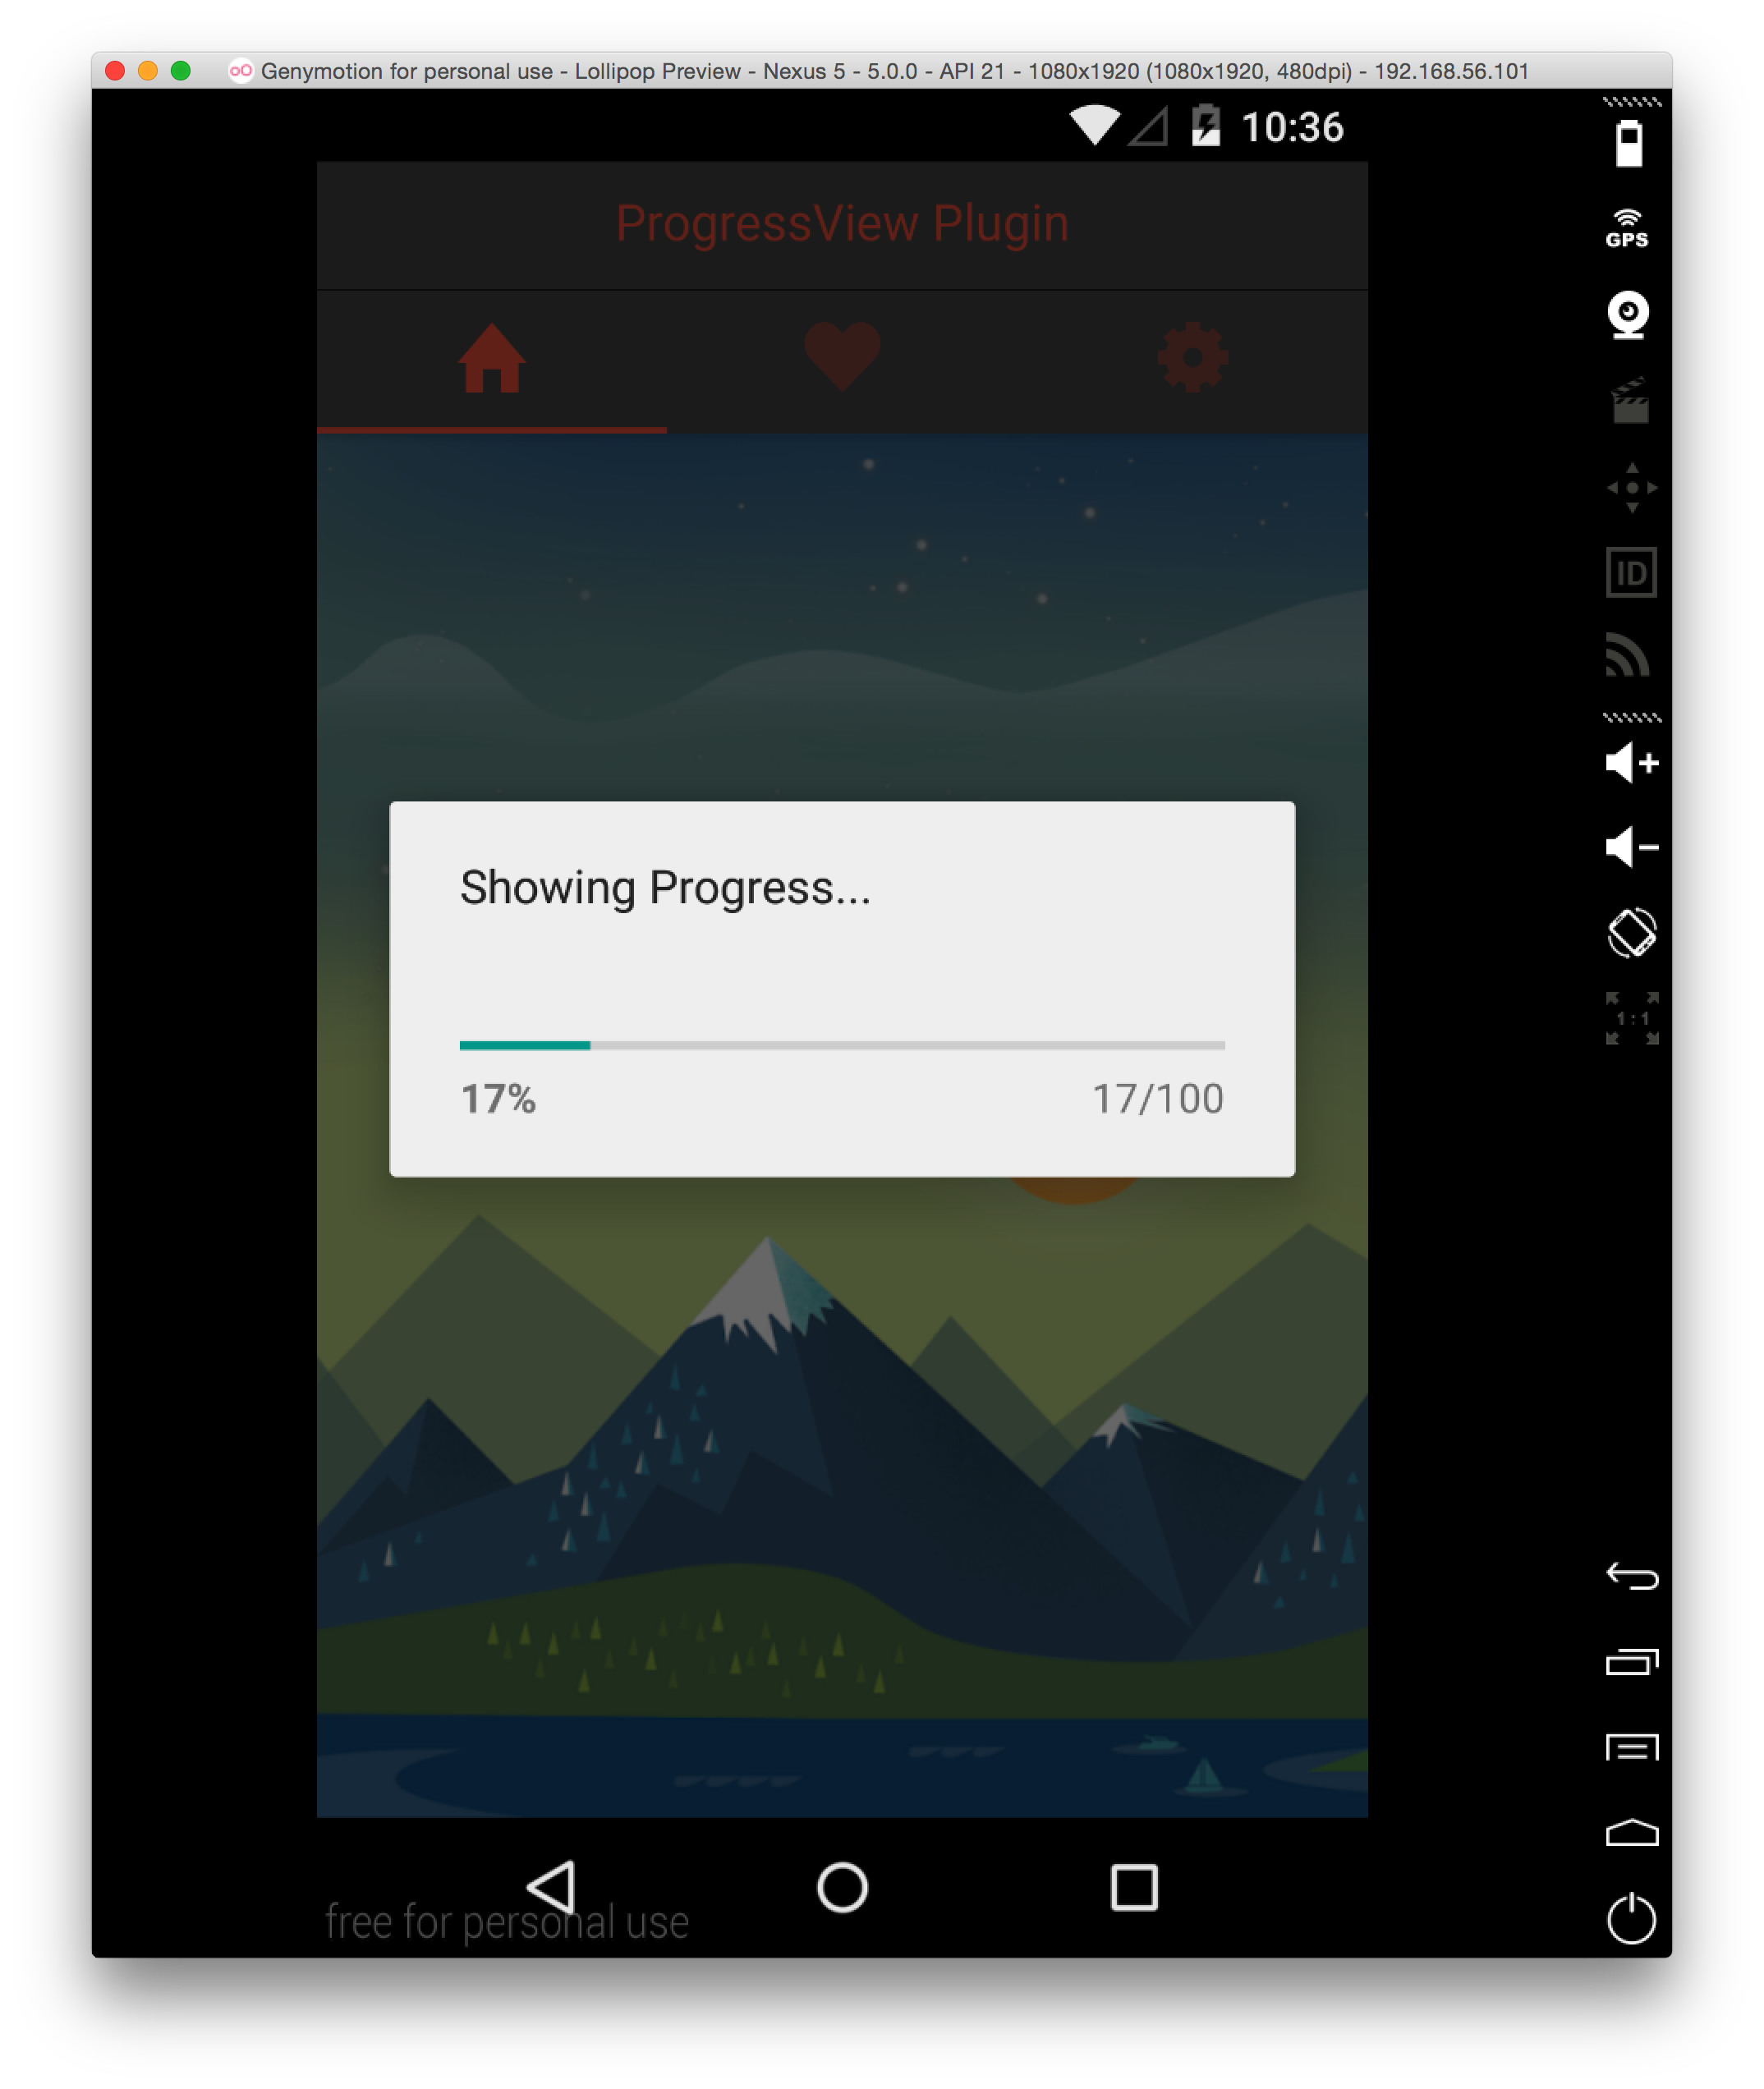 Genymotion for personal use - Lollipop Preview - Nexus 5 - 5.0.0 - API 21 - 1080x1920 (1080x1920, 480dpi) - 192.168.56.101
10:36
GPS
ProgressView Plugin
ID
Showing Progress...
17%
17/100
1:1
free for personal use